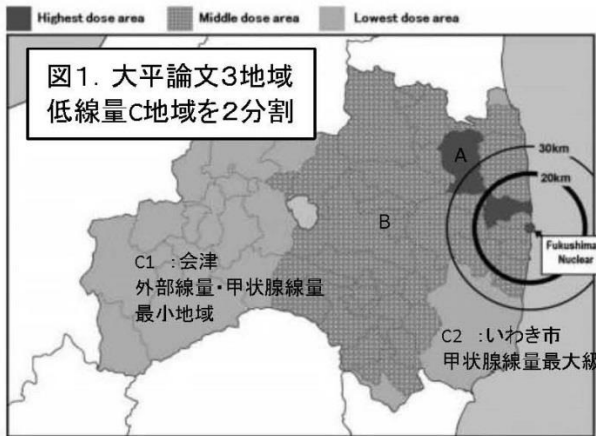 Highest dose area Middle dose area Lowest dose area
図1. 大平論文3地域
低線量C地域を2分割
A
30km
20km
B
Fukushima
Nuclear
C1 :会津
外部線量・甲状腺線量
最小地域
C2 :いわき市
甲状腺線量最大級